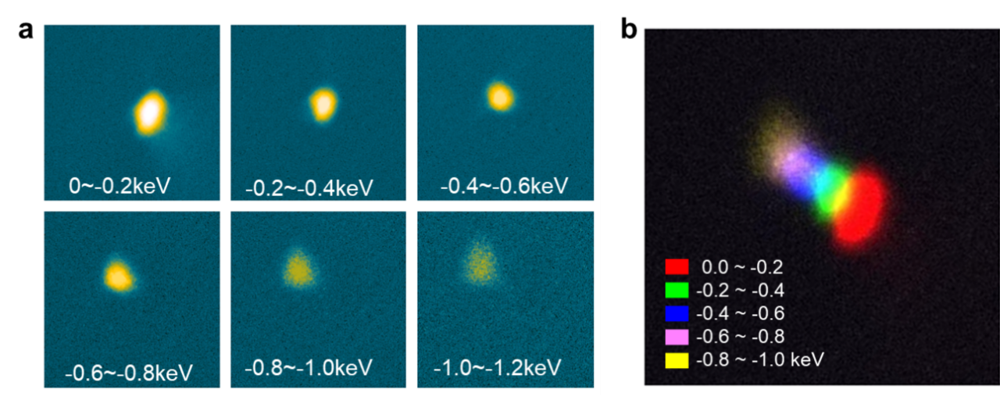 a
b
0~-0.2keV
-0.2~-0.4keV
-0.4~-0.6keV
-0.6~-0.8keV
-0.8~-1.0keV
-1.0~-1.2keV
0.0 ~ -0.2
-0.2 ~ -0.4
-0.4 ~ -0.6
-0.6 ~ -0.8
-0.8 ~ -1.0 keV